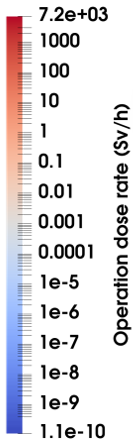 7.2e+03
1000
100
10
1
0.1
0.01
0.001
0.0001
1e-5
1e-6
1e-7
1e-8
1e-9
1.1e-10
Operation dose rate (Sv/h)